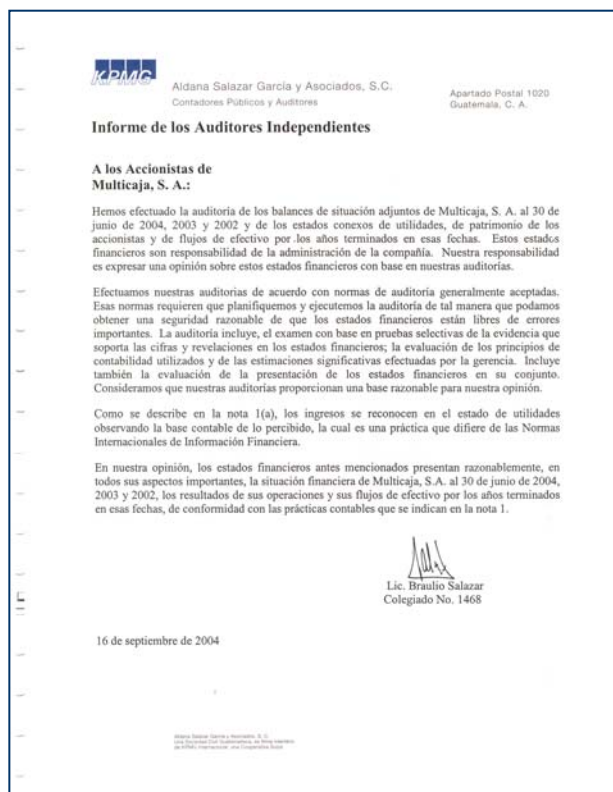 KPMG
Aldana Salazar García y Asociados, S.C.
Contadores Públicos y Auditores
Apartado Postal 1020
Guatemala, C. A.
Informe de los Auditores Independientes
A los Accionistas de
Multicaja, S. A.:
Hemos efectuado la auditoría de los balances de situación adjuntos de Multicaja, S. A. al 30 de
junio de 2004, 2003 y 2002 y de los estados conexos de utilidades, de patrimonio de los
accionistas y de flujos de efectivo por los años terminados en esas fechas. Estos estados
financieros son responsabilidad de la administración de la compañía. Nuestra responsabilidad
es expresar una opinión sobre estos estados financieros con base en nuestras auditorías.
Efectuamos nuestras auditorias de acuerdo con normas de auditoría generalmente aceptadas.
Esas normas requieren que planifiquemos y ejecutemos la auditoría de tal manera que podamos
obtener una seguridad razonable de que los estados financieros están libres de errores
importantes. La auditoría incluye, el examen con base en pruebas selectivas de la evidencia que
soporta las cifras y revelaciones en los estados financieros; la evaluación de los principios de
contabilidad utilizados y de las estimaciones significativas efectuadas por la gerencia. Incluye
también la evaluación de la presentación de los estados financieros en su conjunto.
Consideramos que nuestras auditorías proporcionan una base razonable para nuestra opinión.
Como se describe en la nota 1(a), los ingresos se reconocen en el estado de utilidades
observando la base contable de lo percibido, la cual es una práctica que difiere de las Normas
Internacionales de Información Financiera.
En nuestra opinión, los estados financieros antes mencionados presentan razonablemente, en
todos sus aspectos importantes, la situación financiera de Multicaja, S.A. al 30 de junio de 2004,
2003 y 2002, los resultados de sus operaciones y sus flujos de efectivo por los años terminados
en esas fechas, de conformidad con las prácticas contables que se indican en la nota 1.
Lic. Braulio Salazar
Colegiado No. 1468
16 de septiembre de 2004
Aldana Salazar García y Asociados, S. C.